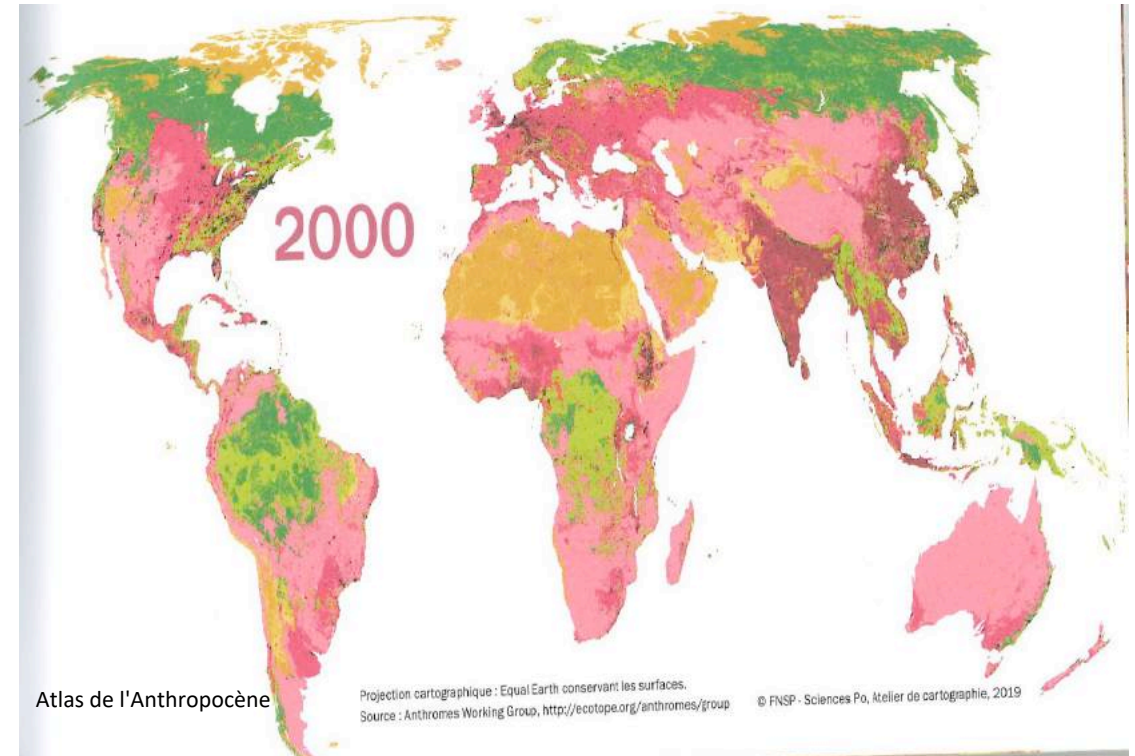 2000
Atlas de l'Anthropocène
Projection cartographique : Equal Earth conservant les surfaces.
Source : Anthromes Working Group, http://ecotope.org/anthromes/group
© FNSP - Sciences Po, Atelier de cartographie, 2019